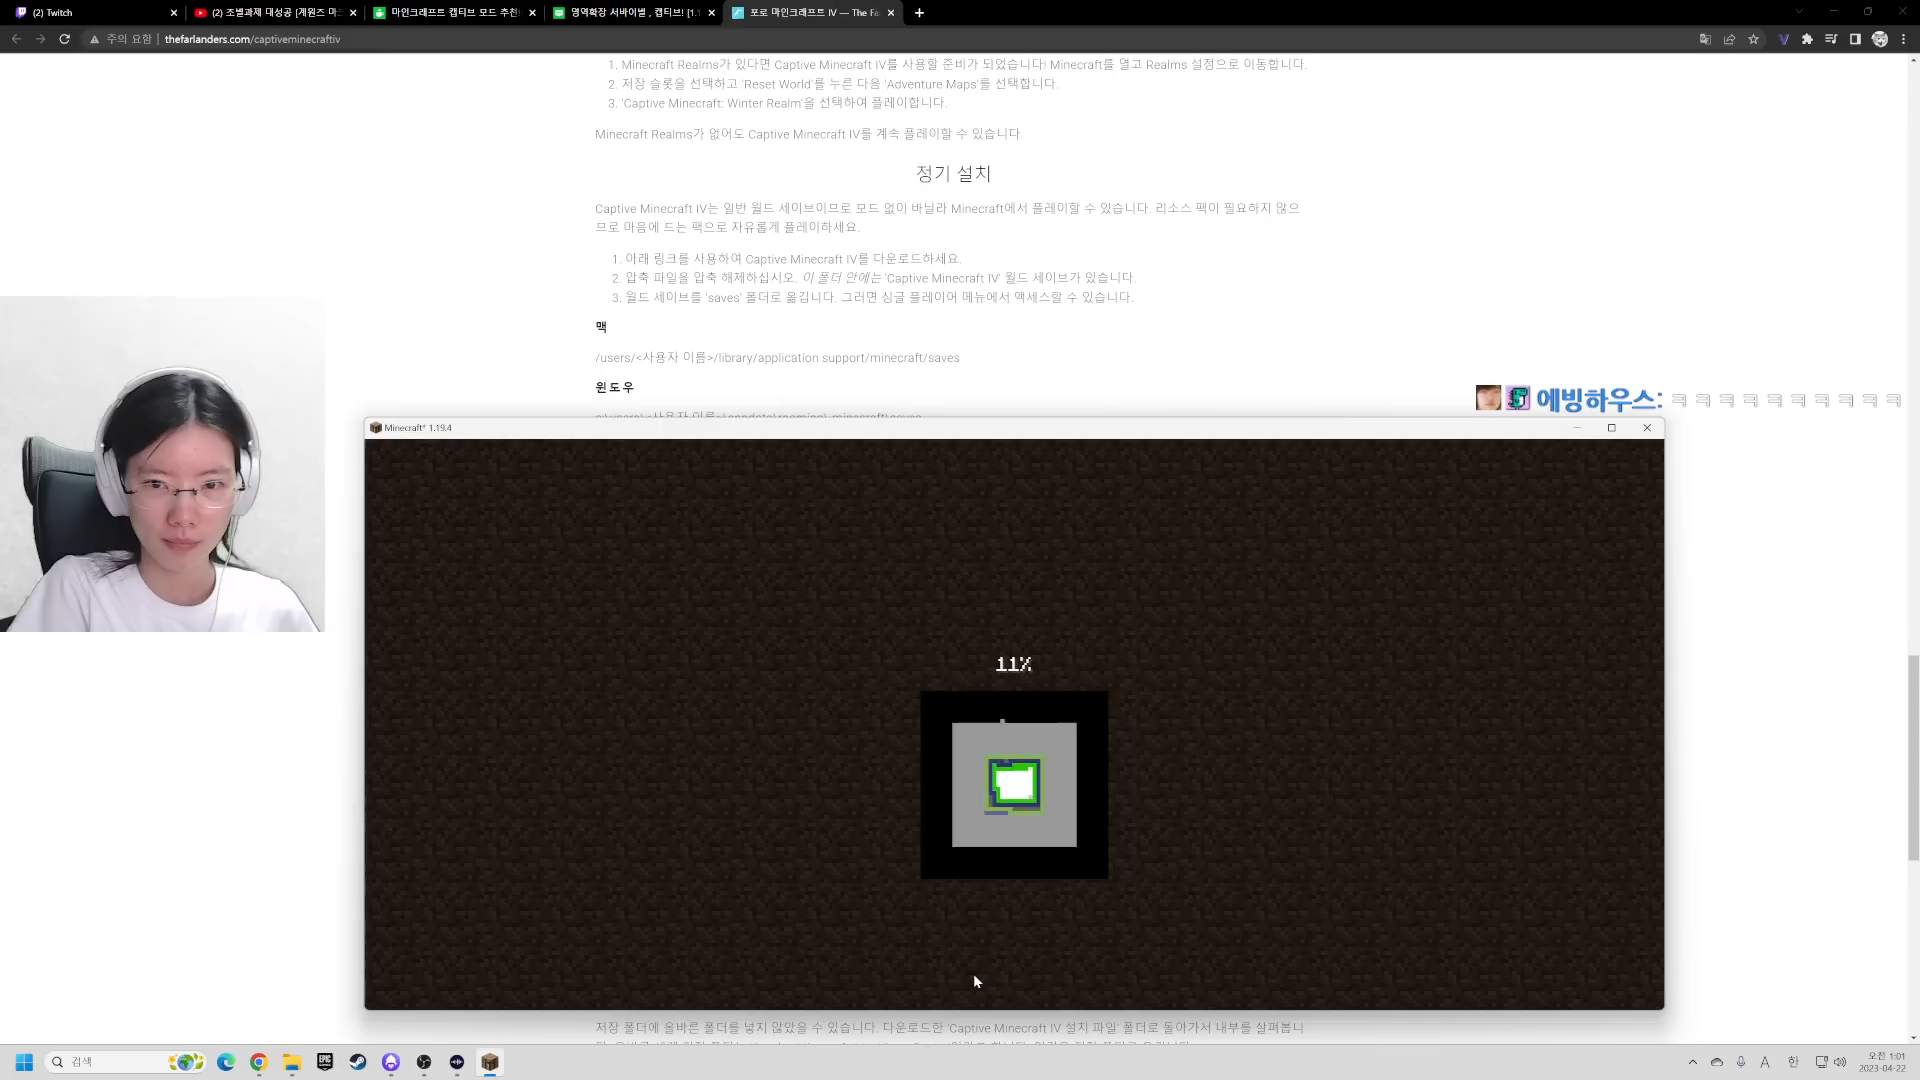 (2) Twitch
(2) 조별과제 대성공 [계원즈 마크
마인크래프트 캡티브 모드 추천!
영역확장 서바이벌 , 캡티브! [1.1
포로 마인크래프트 IV — The Fa
주의 요함
thefarlanders.com/captiveminecraftiv
1. Minecraft Realms가 있다면 Captive Minecraft IV를 사용할 준비가 되었습니다! Minecraft를 열고 Realms 설정으로 이동합니다.
2. 저장 슬롯을 선택하고 'Reset World'를 누른 다음 'Adventure Maps'를 선택합니다.
3. 'Captive Minecraft: Winter Realm'을 선택하여 플레이합니다.
Minecraft Realms가 없어도 Captive Minecraft IV를 계속 플레이할 수 있습니다.
정기 설치
Captive Minecraft IV는 일반 월드 세이브이므로 모드 없이 바닐라 Minecraft에서 플레이할 수 있습니다. 리소스 팩이 필요하지 않으
므로 마음에 드는 팩으로 자유롭게 플레이하세요.
1. 아래 링크를 사용하여 Captive Minecraft IV를 다운로드하세요.
2. 압축 파일을 압축 해제하십시오. 이 폴더 안에는 'Captive Minecraft IV' 월드 세이브가 있습니다.
3. 월드 세이브를 'saves' 폴더로 옮깁니다. 그러면 싱글 플레이어 메뉴에서 액세스할 수 있습니다.
맥
/users/<사용자 이름>/library/application support/minecraft/saves
윈도우
에빙하우스: ㅋㅋㅋㅋㅋㅋㅋㅋㅋㅋ
Minecraft* 1.19.4
11%
저장 폴더에 올바른 폴더를 넣지 않았을 수 있습니다. 다운로드한 'Captive Minecraft IV 설치 파일' 폴더로 돌아가서 내부를 살펴봅니
검색
EPIC GAMES
A
한
오전 1:01
2023-04-22